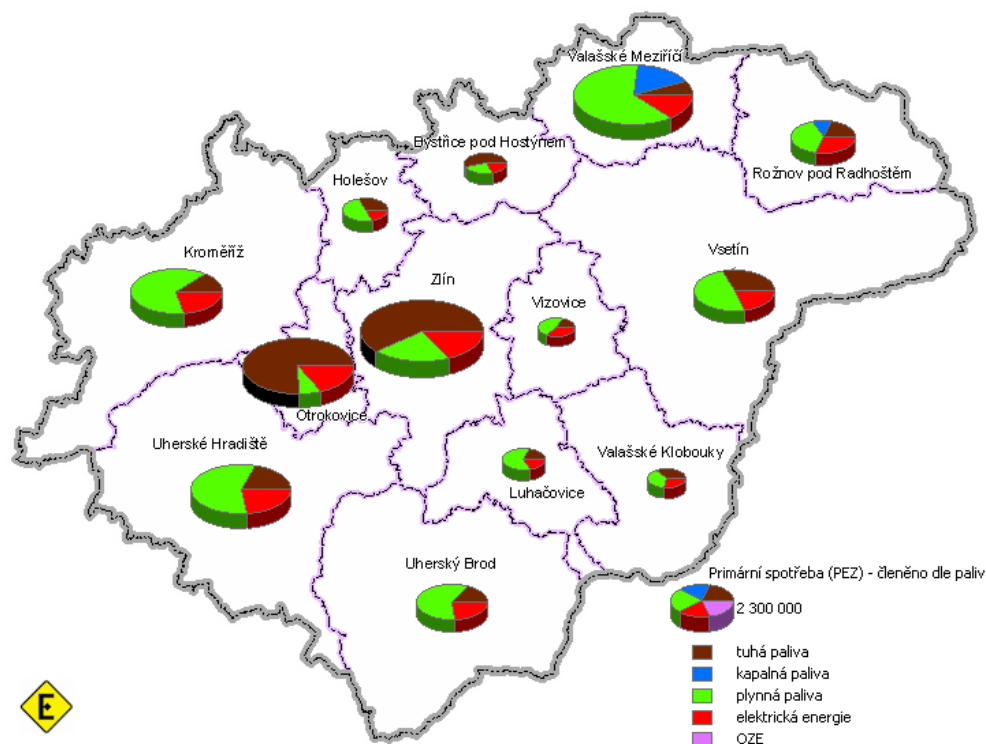 Valašské Meziříčí
Bystřice pod Hostýnem
Rožnov pod Radhoštěm
Holešov
Kroměříž
Zlín
Vsetín
Vizovice
Otrokovice
Uherské Hradiště
Valašské Klobouky
Luhačovice
Uherský Brod
Primární spotřeba (PEZ) - členěno dle paliv
2 300 000
tuhá paliva
kapalná paliva
plynná paliva
elektrická energie
OZE
E